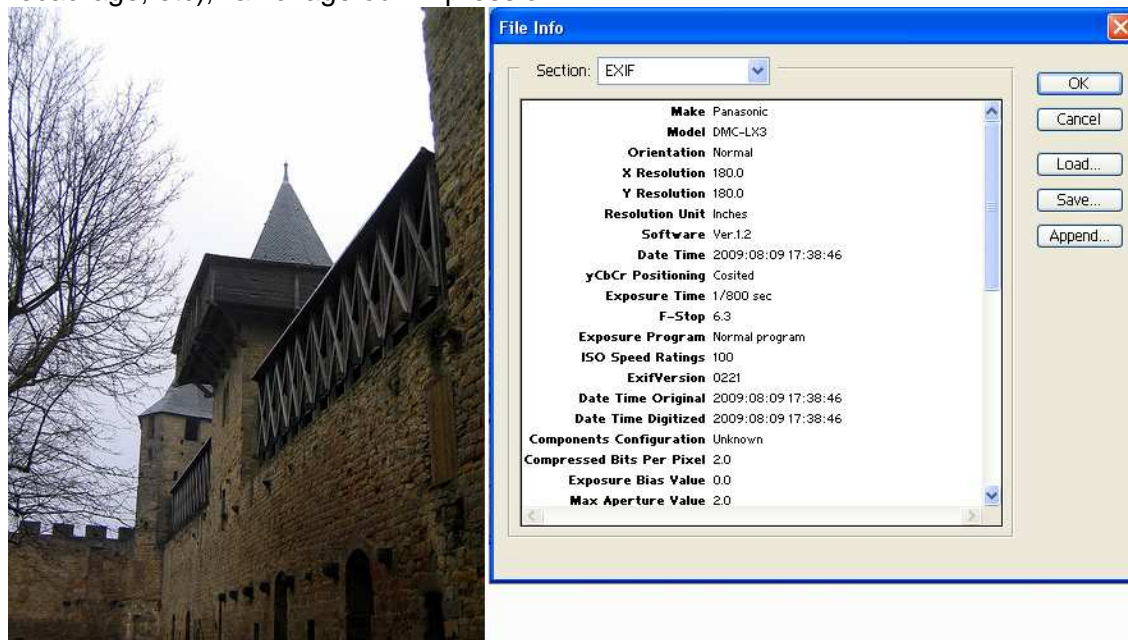 File Info
Section: EXIF
OK
Cancel
Load...
Save...
Append...
Make Panasonic
Model DMC-LX3
Orientation Normal
X Resolution 180.0
Y Resolution 180.0
Resolution Unit Inches
Software Ver.1.2
Date Time 2009:08:09 17:38:46
yCbCr Positioning Cosited
Exposure Time 1/800 sec
F-Stop 6.3
Exposure Program Normal program
ISO Speed Ratings 100
ExifVersion 0221
Date Time Original 2009:08:09 17:38:46
Date Time Digitized 2009:08:09 17:38:46
Components Configuration Unknown
Compressed Bits Per Pixel 2.0
Exposure Bias Value 0.0
Max Aperture Value 2.0